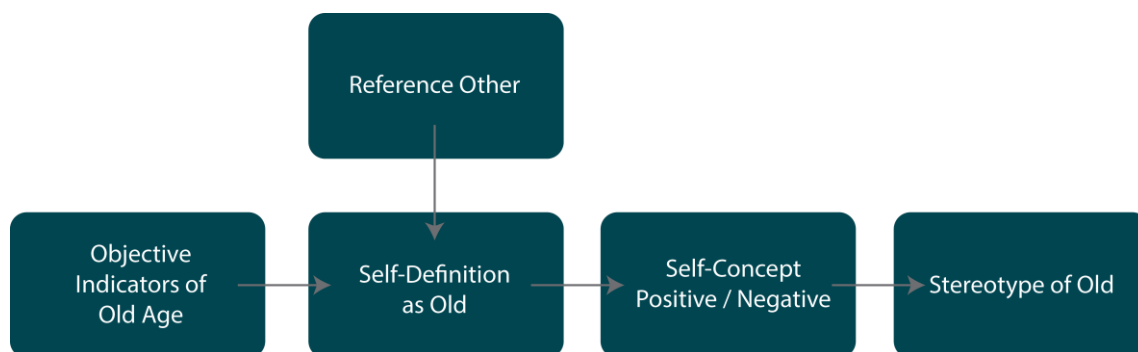 Reference Other
Objective
Indicators of
Old Age
Self-Definition
as Old
Self-Concept
Positive / Negative
Stereotype of Old